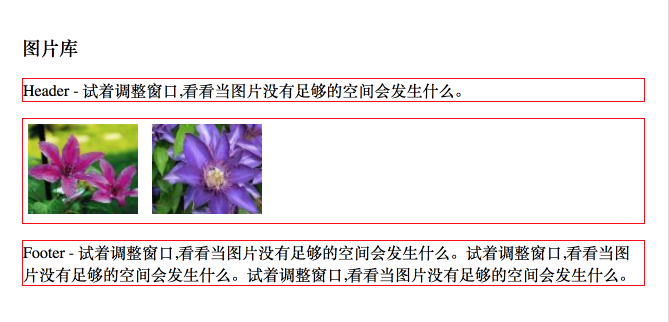 图片库
Header - 试着调整窗口,看看当图片没有足够的空间会发生什么。
Footer - 试着调整窗口,看看当图片没有足够的空间会发生什么。试着调整窗口,看看当图
片没有足够的空间会发生什么。试着调整窗口,看看当图片没有足够的空间会发生什么。